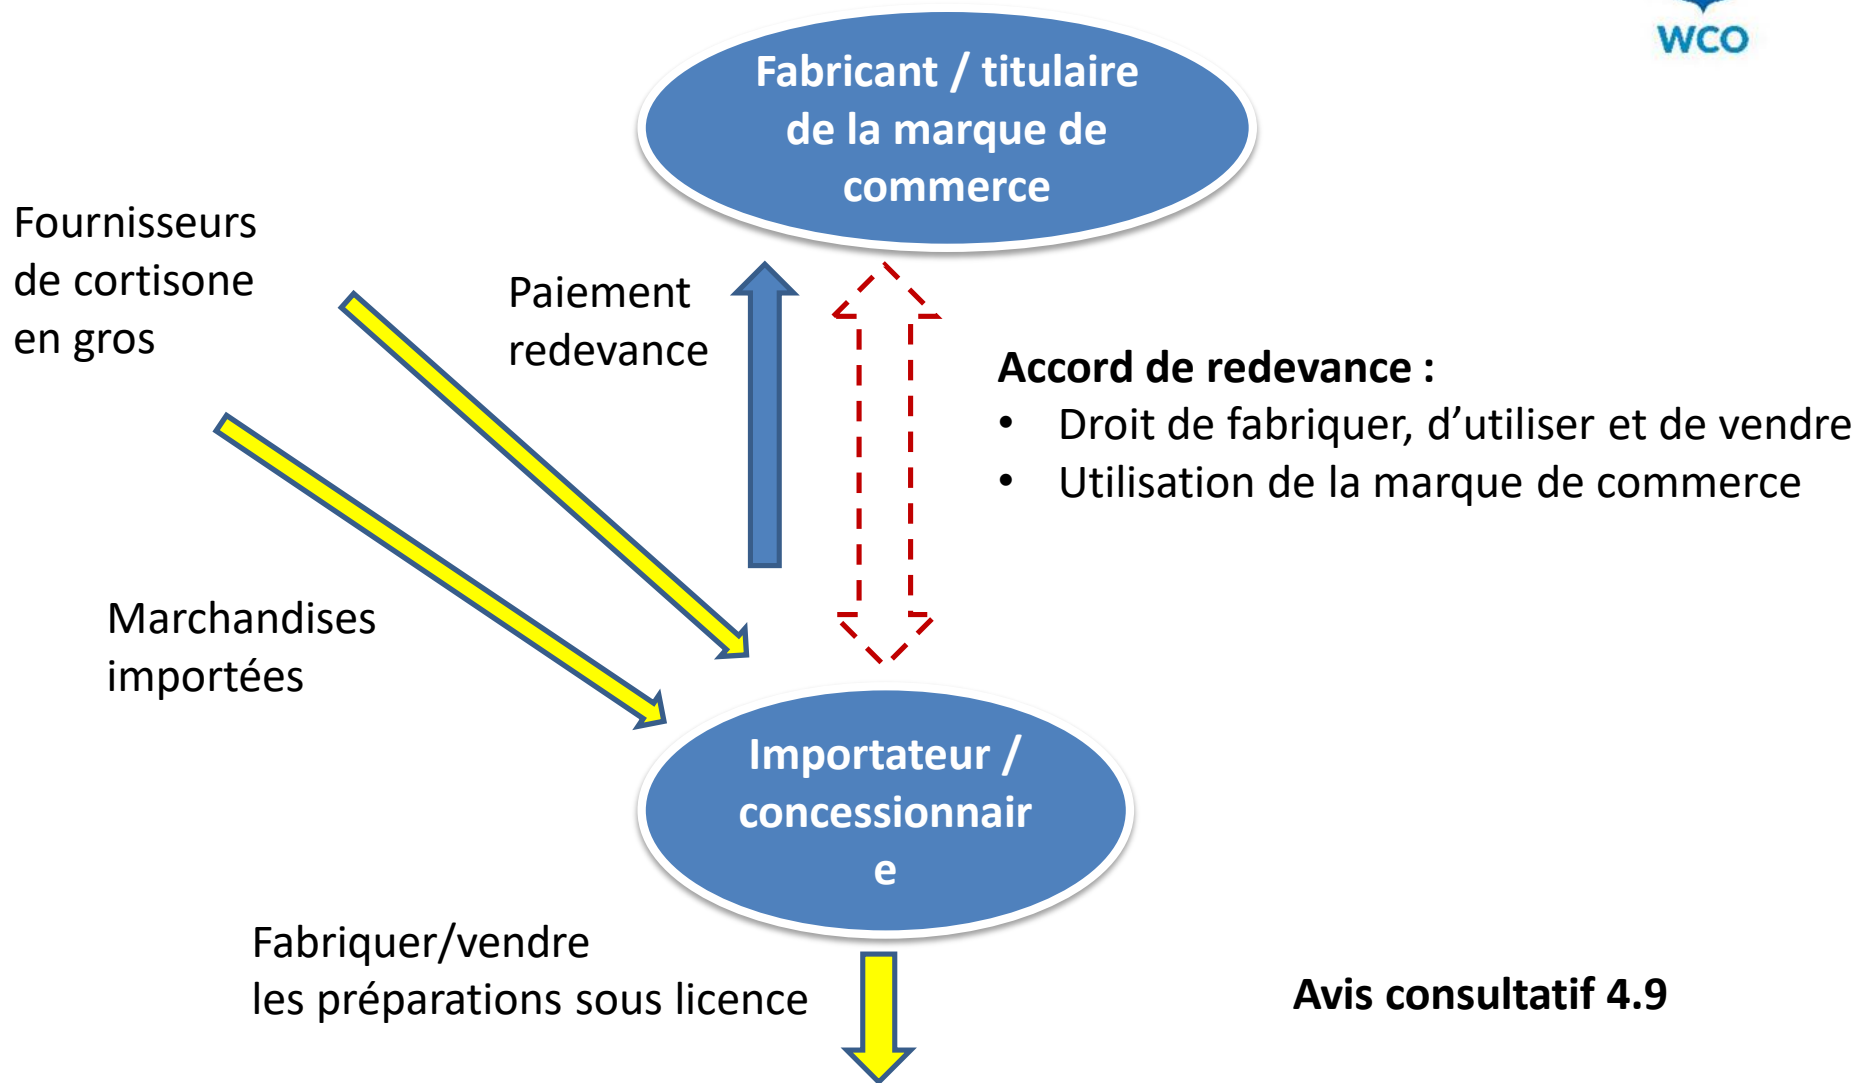 WCO
Fabricant / titulaire
de la marque de
commerce
Fournisseurs
de cortisone
en gros
Paiement
redevance
Accord de redevance :
• Droit de fabriquer, d’utiliser et de vendre
• Utilisation de la marque de commerce
Marchandises
importées
Importateur /
concessionnair
e
Fabriquer/vendre
les préparations sous licence
Avis consultatif 4.9